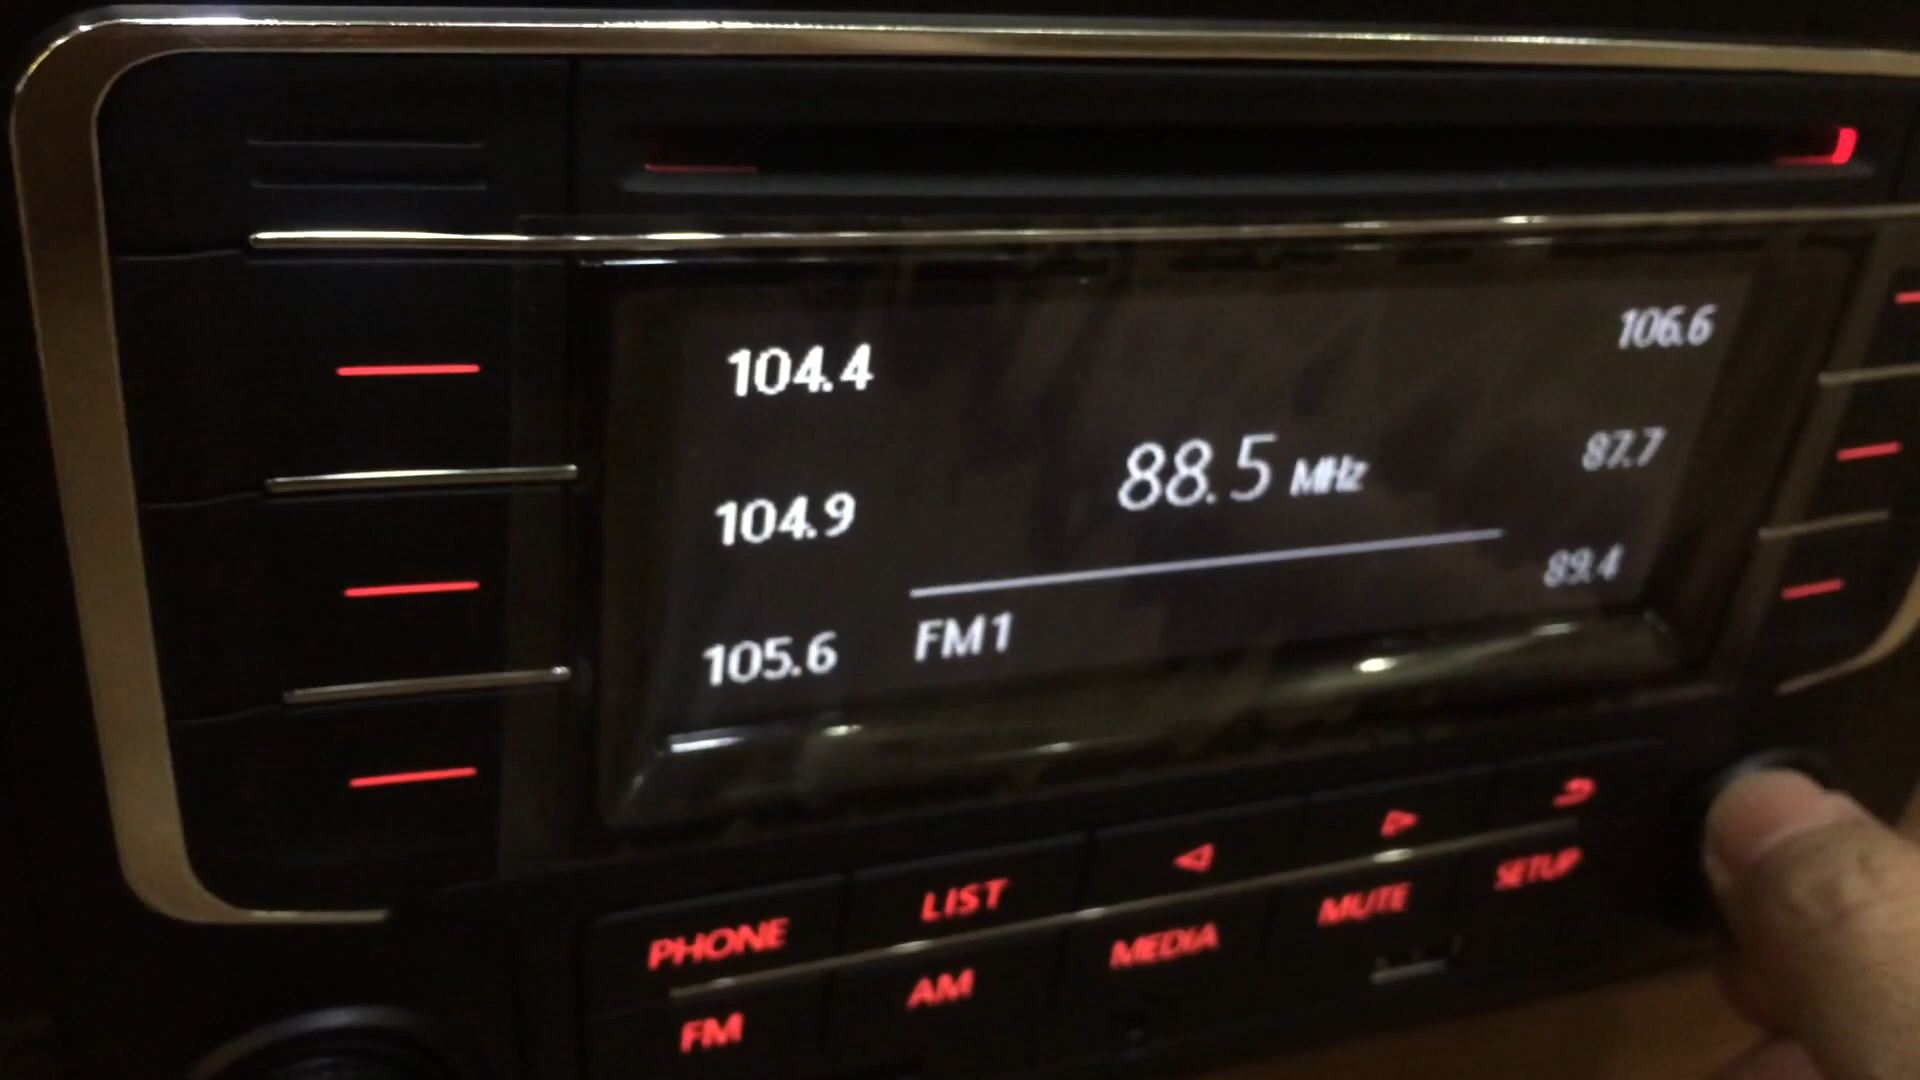 104.4
106.6
88.5 MHz
87.7
104.9
89.4
105.6
FM1
PHONE
LIST
FM
AM
MEDIA
MUTE
SETUP